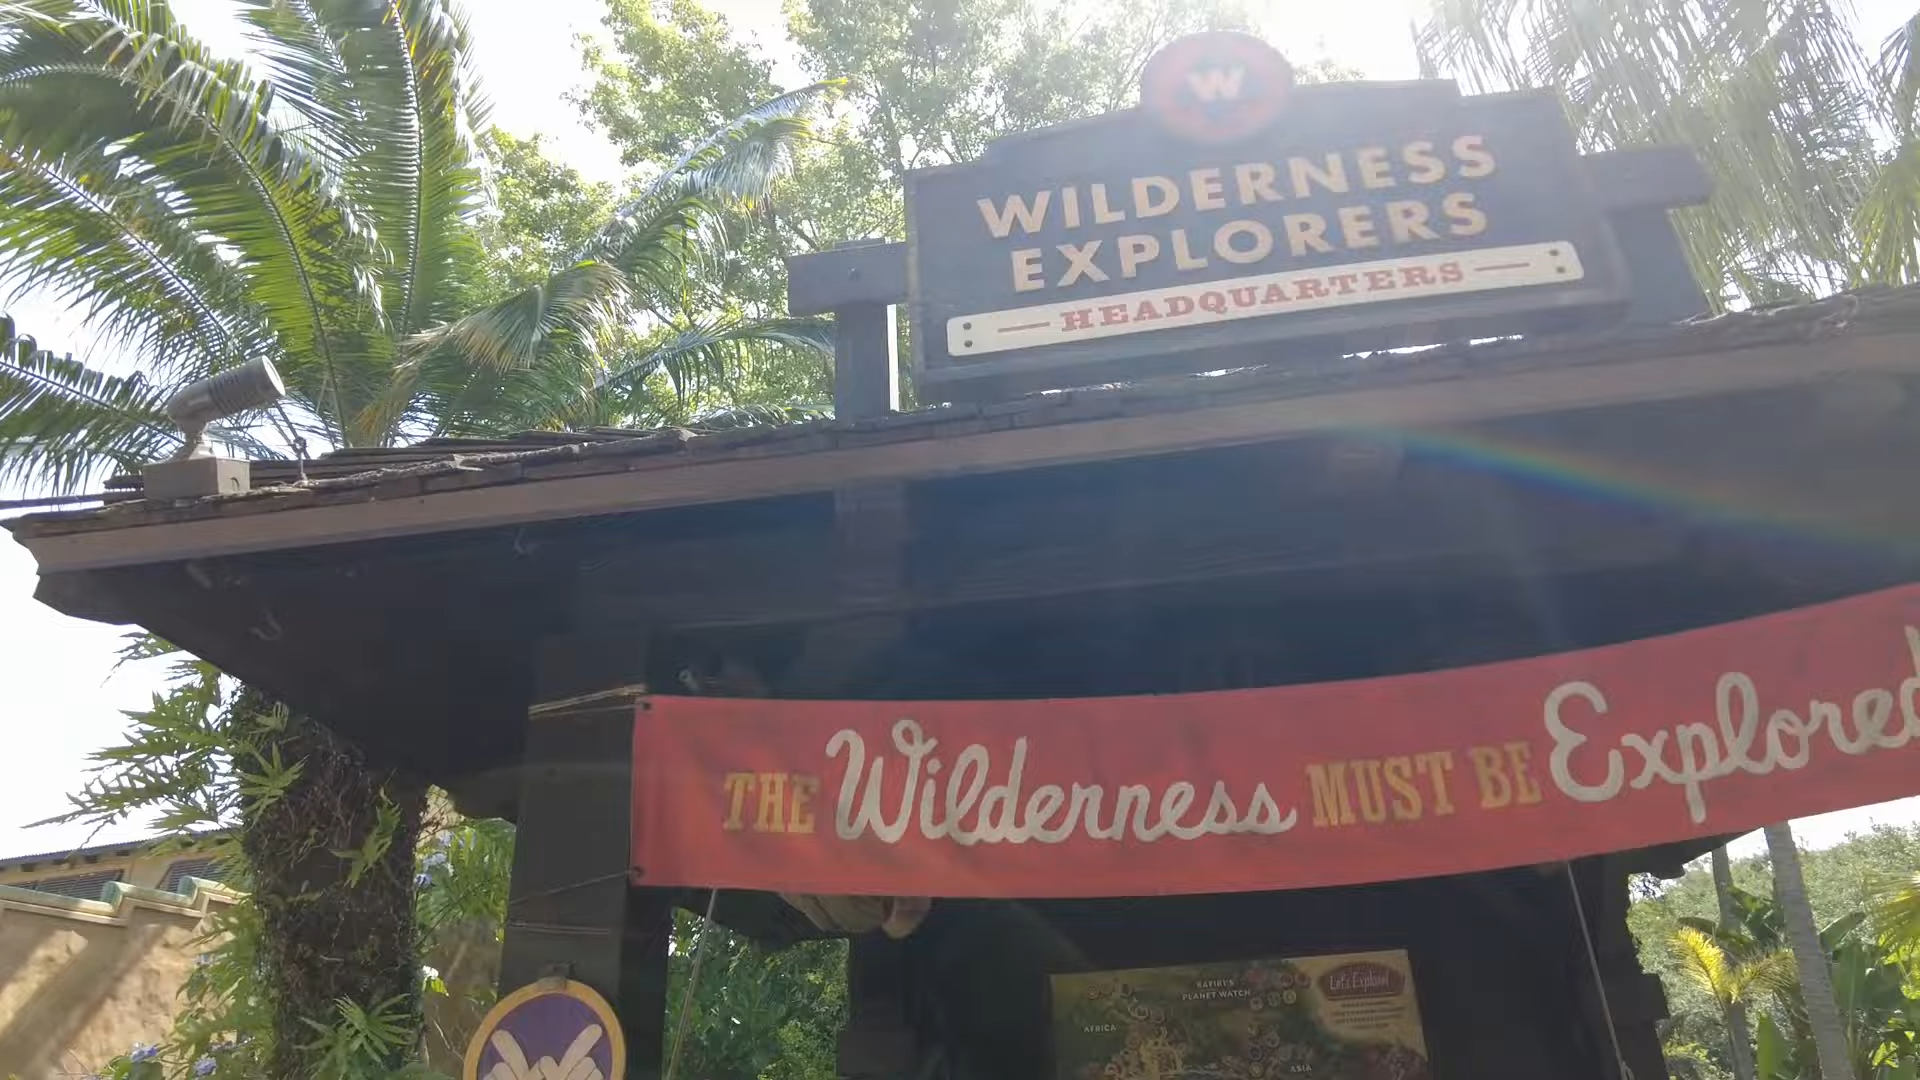 W
WILDERNESS
EXPLORERS
HEADQUARTERS
THE Wilderness MUST BE Explored
RAFIKI'S
PLANET WATCH
Let's Explore!
AFRICA
ASIA